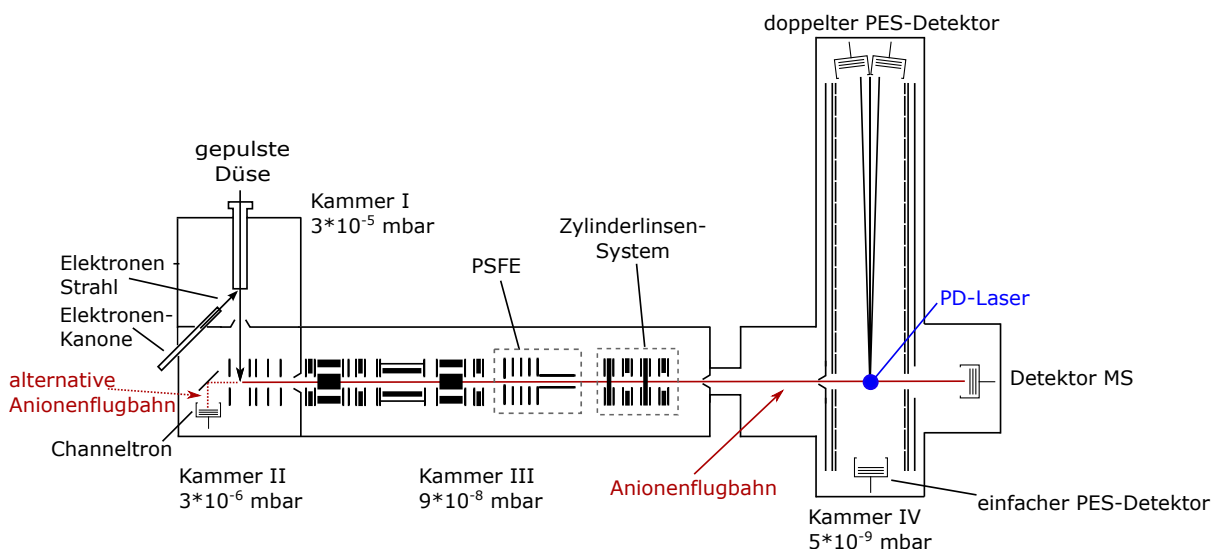 doppelter PES-Detektor
gepulste
Düse
Kammer I
3*10⁻⁵ mbar
Zylinderlinsen-
System
Elektronen -
Strahl
PSFE
PD-Laser
Elektronen-
Kanone
alternative
Anionenflugbahn
Detektor MS
Channeltron
Kammer II
3*10⁻⁶ mbar
Kammer III
9*10⁻⁸ mbar
Anionenflugbahn
einfacher PES-Detektor
Kammer IV
5*10⁻⁹ mbar